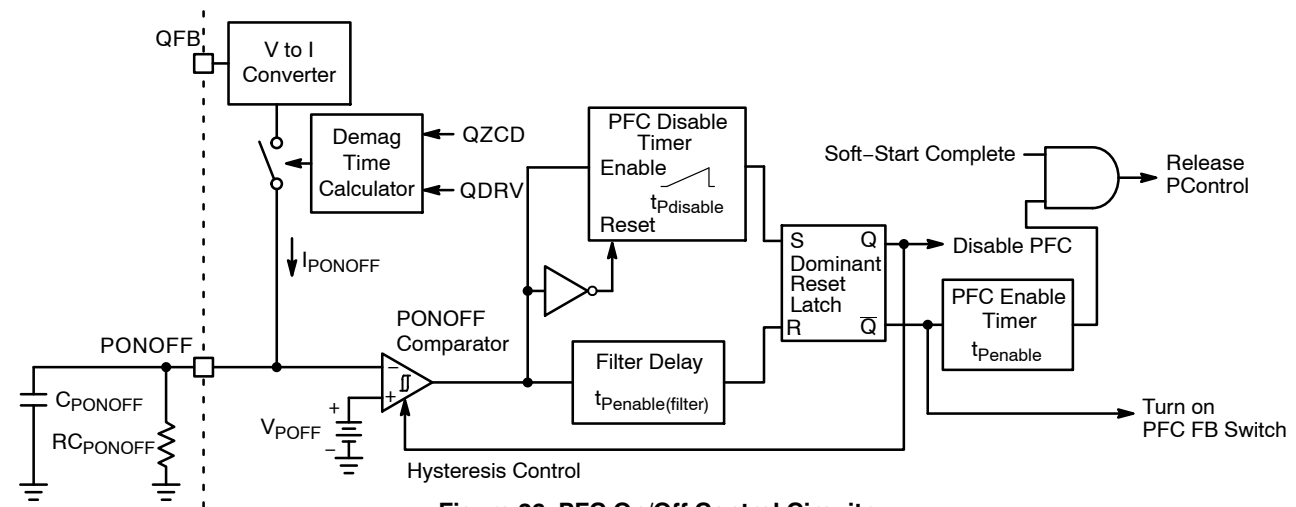 QFB
V to I
Converter
Demag
Time
Calculator
QZCD
QDRV
PFC Disable
Timer
Enable
tPdisable
Reset
Soft−Start Complete
Release
PControl
IPONOFF
S
Q
Dominant
Reset
Latch
R
Q
Disable PFC
PFC Enable
Timer
tPenable
PONOFF
PONOFF
Comparator
−
+
Filter Delay
tPenable(filter)
CPONOFF
RCPONOFF
VPOFF
+
−
Turn on
PFC FB Switch
Hysteresis Control